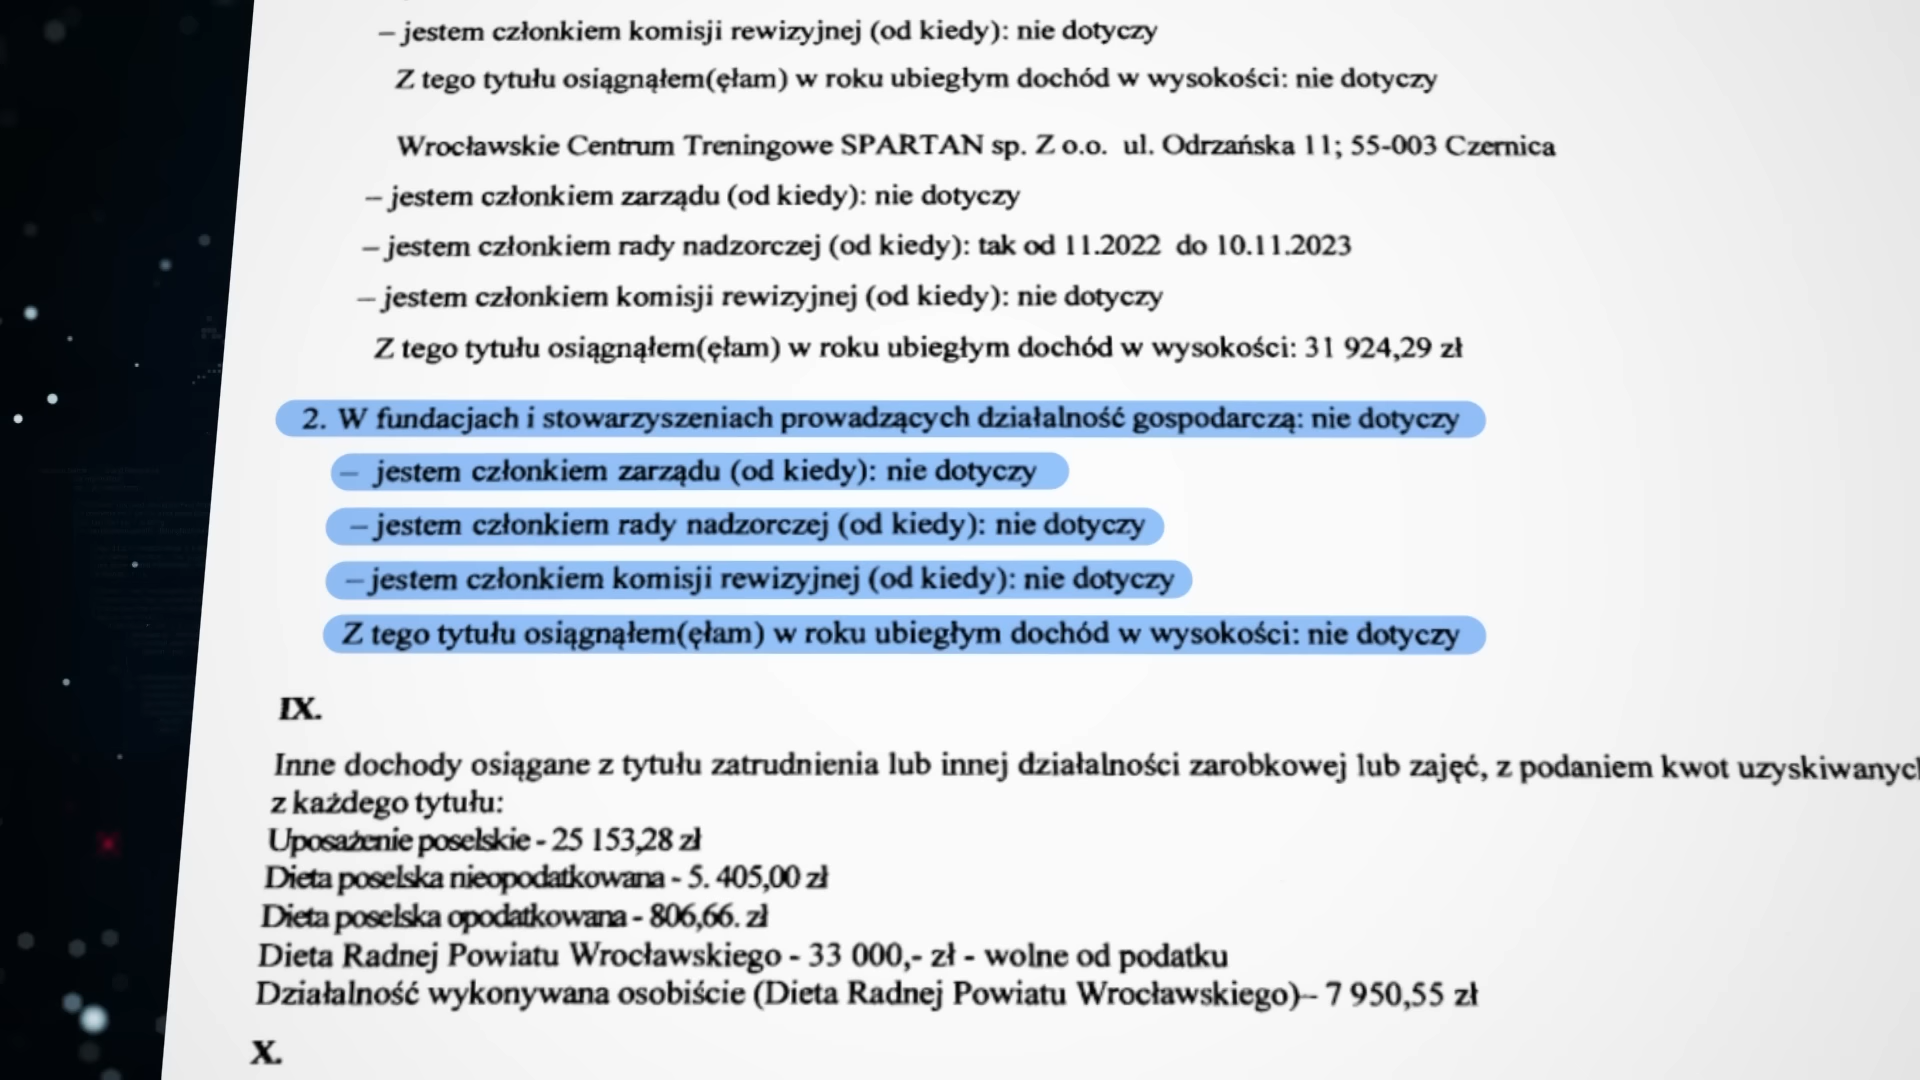 – jestem członkiem komisji rewizyjnej (od kiedy): nie dotyczy
Z tego tytułu osiągnąłem(ęłam) w roku ubiegłym dochód w wysokości: nie dotyczy
Wrocławskie Centrum Treningowe SPARTAN sp. Z o.o. ul. Odrzańska 11; 55-003 Czernica
– jestem członkiem zarządu (od kiedy): nie dotyczy
– jestem członkiem rady nadzorczej (od kiedy): tak od 11.2022 do 10.11.2023
– jestem członkiem komisji rewizyjnej (od kiedy): nie dotyczy
Z tego tytułu osiągnąłem(ęłam) w roku ubiegłym dochód w wysokości: 31 924,29 zł
2. W fundacjach i stowarzyszeniach prowadzących działalność gospodarczą: nie dotyczy
– jestem członkiem zarządu (od kiedy): nie dotyczy
– jestem członkiem rady nadzorczej (od kiedy): nie dotyczy
– jestem członkiem komisji rewizyjnej (od kiedy): nie dotyczy
Z tego tytułu osiągnąłem(ęłam) w roku ubiegłym dochód w wysokości: nie dotyczy
IX.
Inne dochody osiągane z tytułu zatrudnienia lub innej działalności zarobkowej lub zajęć, z podaniem kwot uzyskiwanych
z każdego tytułu:
Uposażenie poselskie - 25 153,28 zł
Dieta poselska nieopodatkowana - 5. 405,00 zł
Dieta poselska opodatkowana - 806,66. zł
Dieta Radnej Powiatu Wrocławskiego - 33 000,- zł - wolne od podatku
Działalność wykonywana osobiście (Dieta Radnej Powiatu Wrocławskiego)– 7 950,55 zł
X.